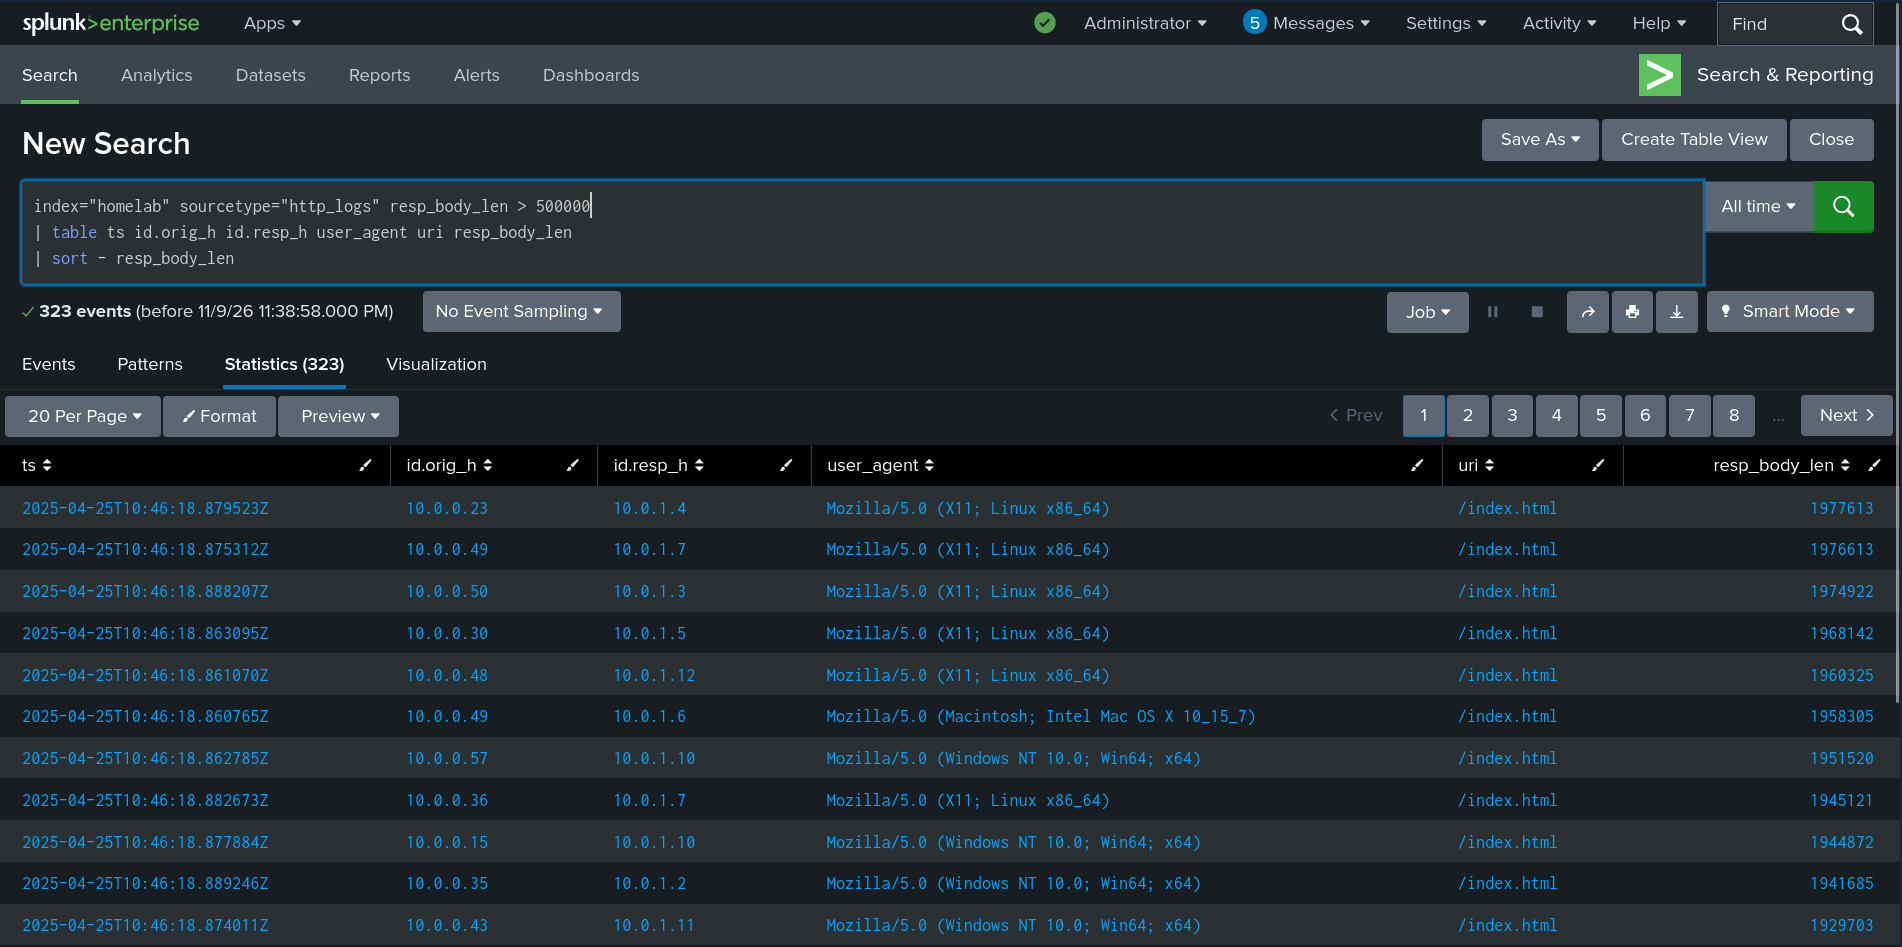 splunk>enterprise Apps Administrator 5 Messages Settings Activity Help Find
Search Analytics Datasets Reports Alerts Dashboards > Search & Reporting
New Search Save As Create Table View Close
index="homelab" sourcetype="http_logs" resp_body_len > 500000 All time
| table ts id.orig_h id.resp_h user_agent uri resp_body_len
| sort - resp_body_len
323 events (before 11/9/26 11:38:58.000 PM) No Event Sampling Job Smart Mode
Events Patterns Statistics (323) Visualization
20 Per Page Format Preview < Prev 1 2 3 4 5 6 7 8 ... Next >
ts id.orig_h id.resp_h user_agent uri resp_body_len
2025-04-25T10:46:18.879523Z 10.0.0.23 10.0.1.4 Mozilla/5.0 (X11; Linux x86_64) /index.html 1977613
2025-04-25T10:46:18.875312Z 10.0.0.49 10.0.1.7 Mozilla/5.0 (X11; Linux x86_64) /index.html 1976613
2025-04-25T10:46:18.888207Z 10.0.0.50 10.0.1.3 Mozilla/5.0 (X11; Linux x86_64) /index.html 1974922
2025-04-25T10:46:18.863095Z 10.0.0.30 10.0.1.5 Mozilla/5.0 (X11; Linux x86_64) /index.html 1968142
2025-04-25T10:46:18.861070Z 10.0.0.48 10.0.1.12 Mozilla/5.0 (X11; Linux x86_64) /index.html 1960325
2025-04-25T10:46:18.860765Z 10.0.0.49 10.0.1.6 Mozilla/5.0 (Macintosh; Intel Mac OS X 10_15_7) /index.html 1958305
2025-04-25T10:46:18.862785Z 10.0.0.57 10.0.1.10 Mozilla/5.0 (Windows NT 10.0; Win64; x64) /index.html 1951520
2025-04-25T10:46:18.882673Z 10.0.0.36 10.0.1.7 Mozilla/5.0 (X11; Linux x86_64) /index.html 1945121
2025-04-25T10:46:18.877884Z 10.0.0.15 10.0.1.10 Mozilla/5.0 (Windows NT 10.0; Win64; x64) /index.html 1944872
2025-04-25T10:46:18.889246Z 10.0.0.35 10.0.1.2 Mozilla/5.0 (Windows NT 10.0; Win64; x64) /index.html 1941685
2025-04-25T10:46:18.874011Z 10.0.0.43 10.0.1.11 Mozilla/5.0 (Windows NT 10.0; Win64; x64) /index.html 1929703